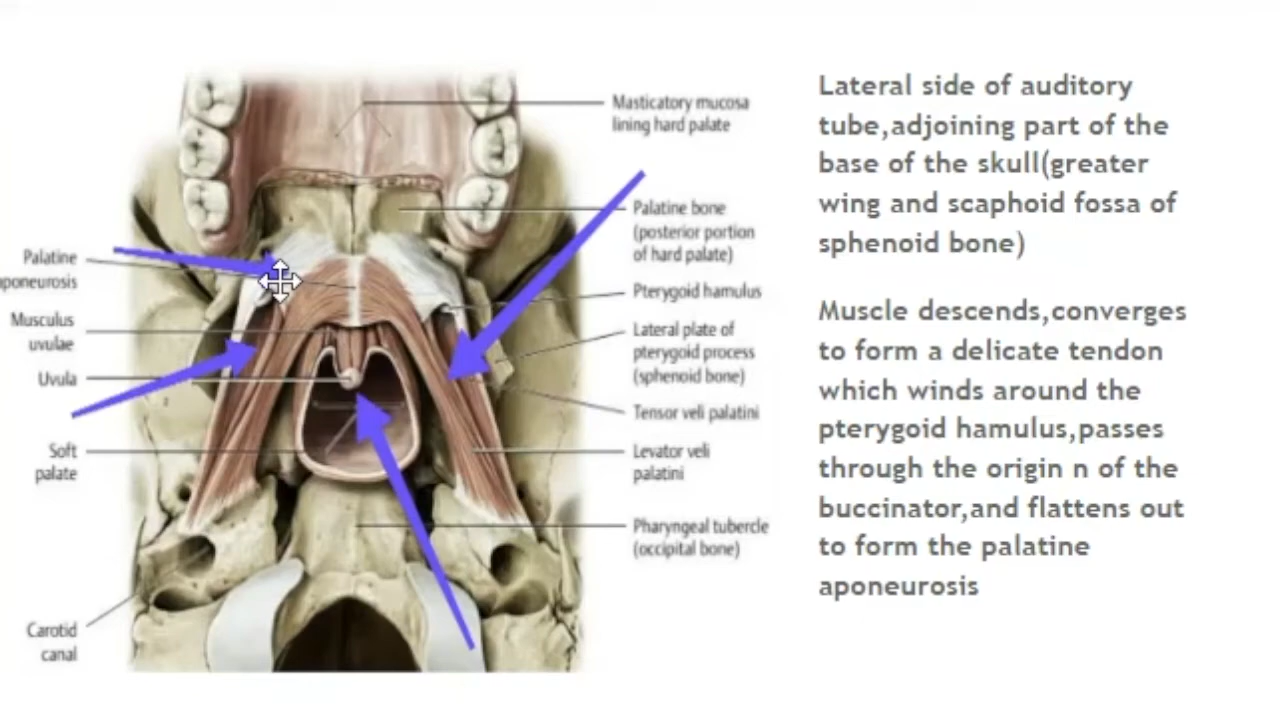 Masticatory mucosa
lining hard palate
Palatine bone
(posterior portion
of hard palate)
Pterygoid hamulus
Lateral plate of
pterygoid process
(sphenoid bone)
Tensor veli palatini
Levator veli
palatini
Pharyngeal tubercle
(occipital bone)
Palatine
aponeurosis
Musculus
uvulae
Uvula
Soft
palate
Carotid
canal
Lateral side of auditory
tube,adjoining part of the
base of the skull(greater
wing and scaphoid fossa of
sphenoid bone)
Muscle descends,converges
to form a delicate tendon
which winds around the
pterygoid hamulus,passes
through the origin n of the
buccinator,and flattens out
to form the palatine
aponeurosis